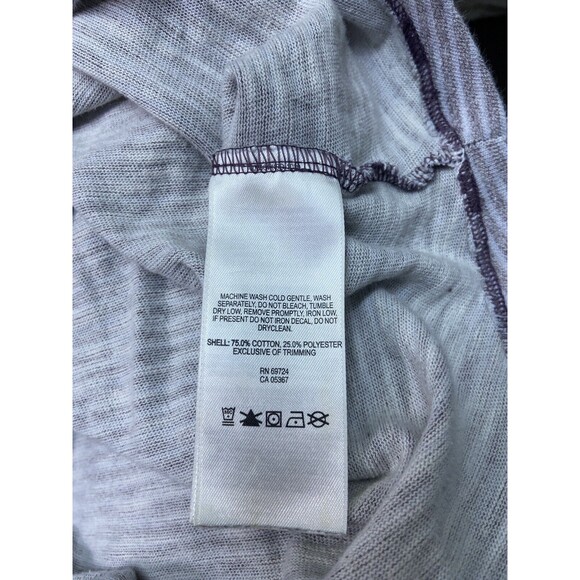 MACHINE WASH COLD GENTLE, WASH
SEPARATELY, DO NOT BLEACH, TUMBLE
DRY LOW, REMOVE PROMPTLY, IRON LOW,
IF PRESENT DO NOT IRON DECAL, DO NOT
DRYCLEAN.
SHELL: 75.0% COTTON, 25.0% POLYESTER
EXCLUSIVE OF TRIMMING
RN 69724
CA 05367